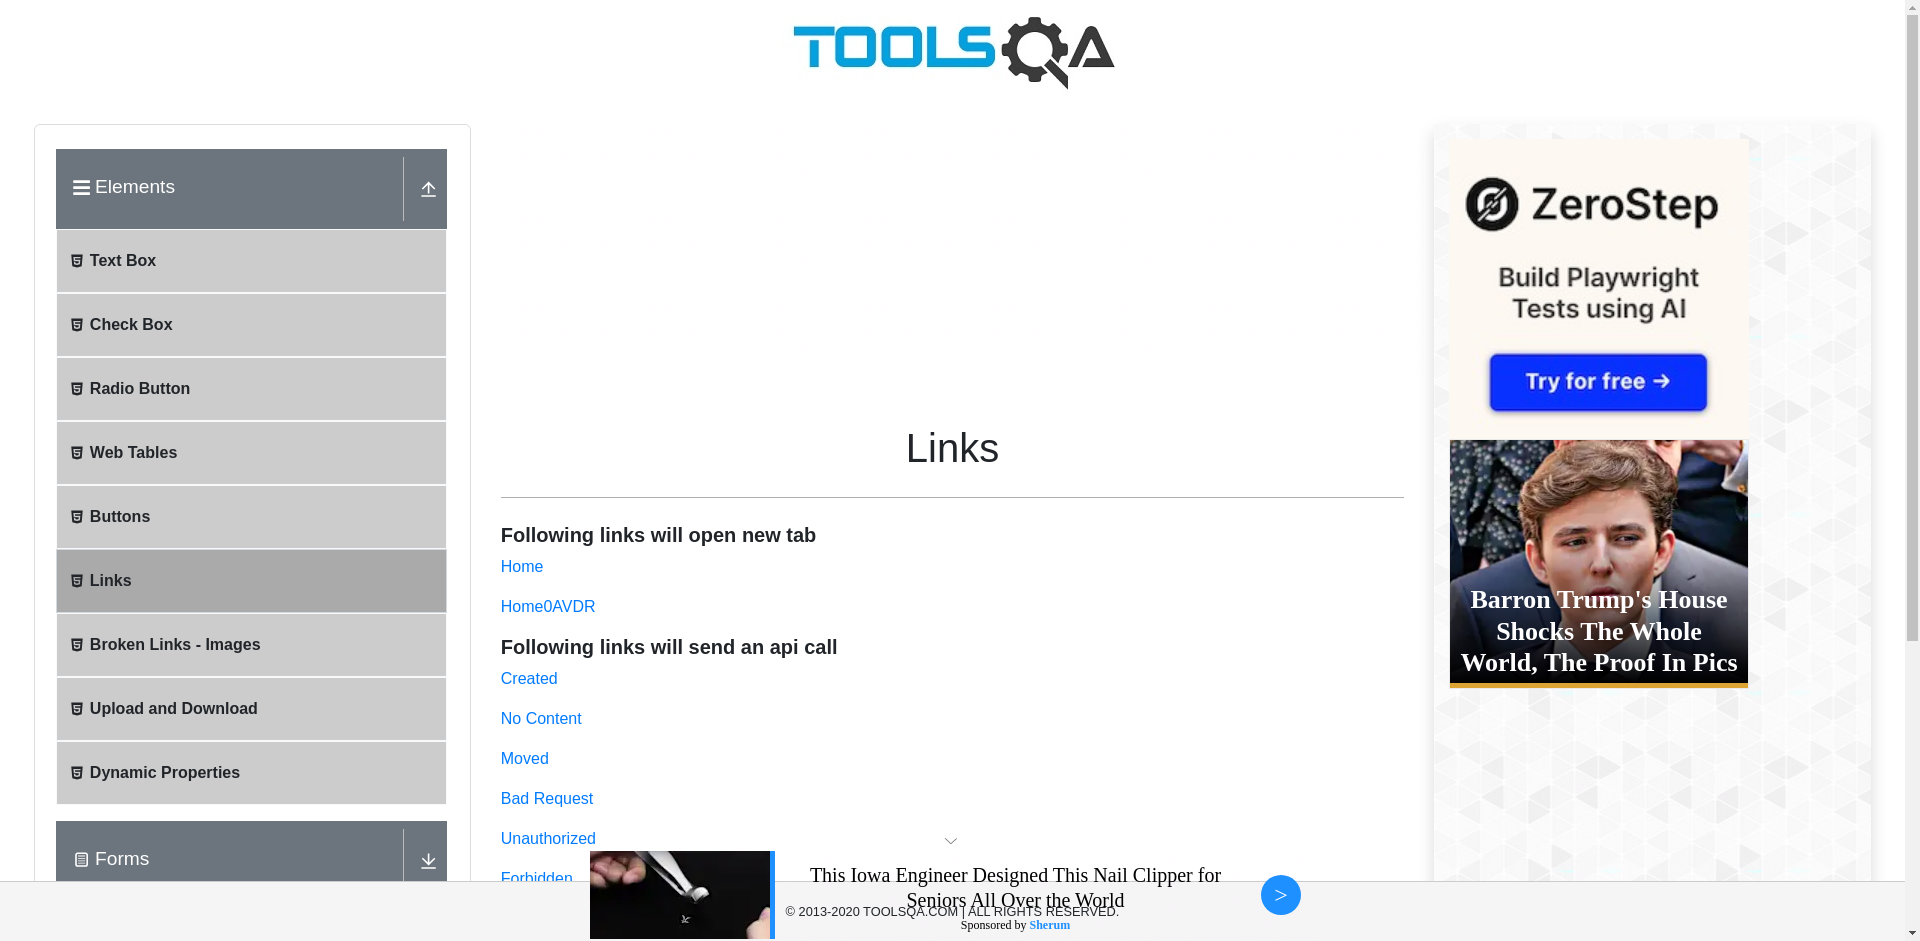 TOOLSQA
Elements
Text Box
Check Box
Radio Button
Web Tables
Buttons
Links
Broken Links - Images
Upload and Download
Dynamic Properties
Forms
Links
Following links will open new tab
Home
Home0AVDR
Following links will send an api call
Created
No Content
Moved
Bad Request
Unauthorized
Forbidden
ZeroStep
Build Playwright
Tests using AI
Try for free →
Barron Trump's House
Shocks The Whole
World, The Proof In Pics
This Iowa Engineer Designed This Nail Clipper for
Seniors All Over the World
Sponsored by Sherum
>
© 2013-2020 TOOLSQA.COM | ALL RIGHTS RESERVED.